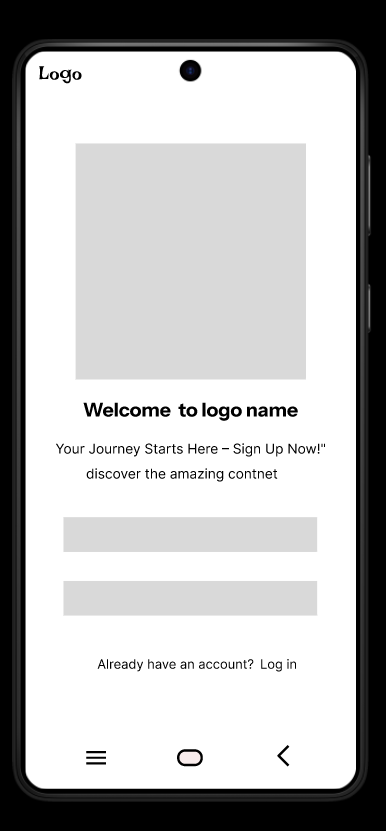 Logo
Welcome to logo name
Your Journey Starts Here – Sign Up Now!"
discover the amazing contnet
Already have an account? Log in